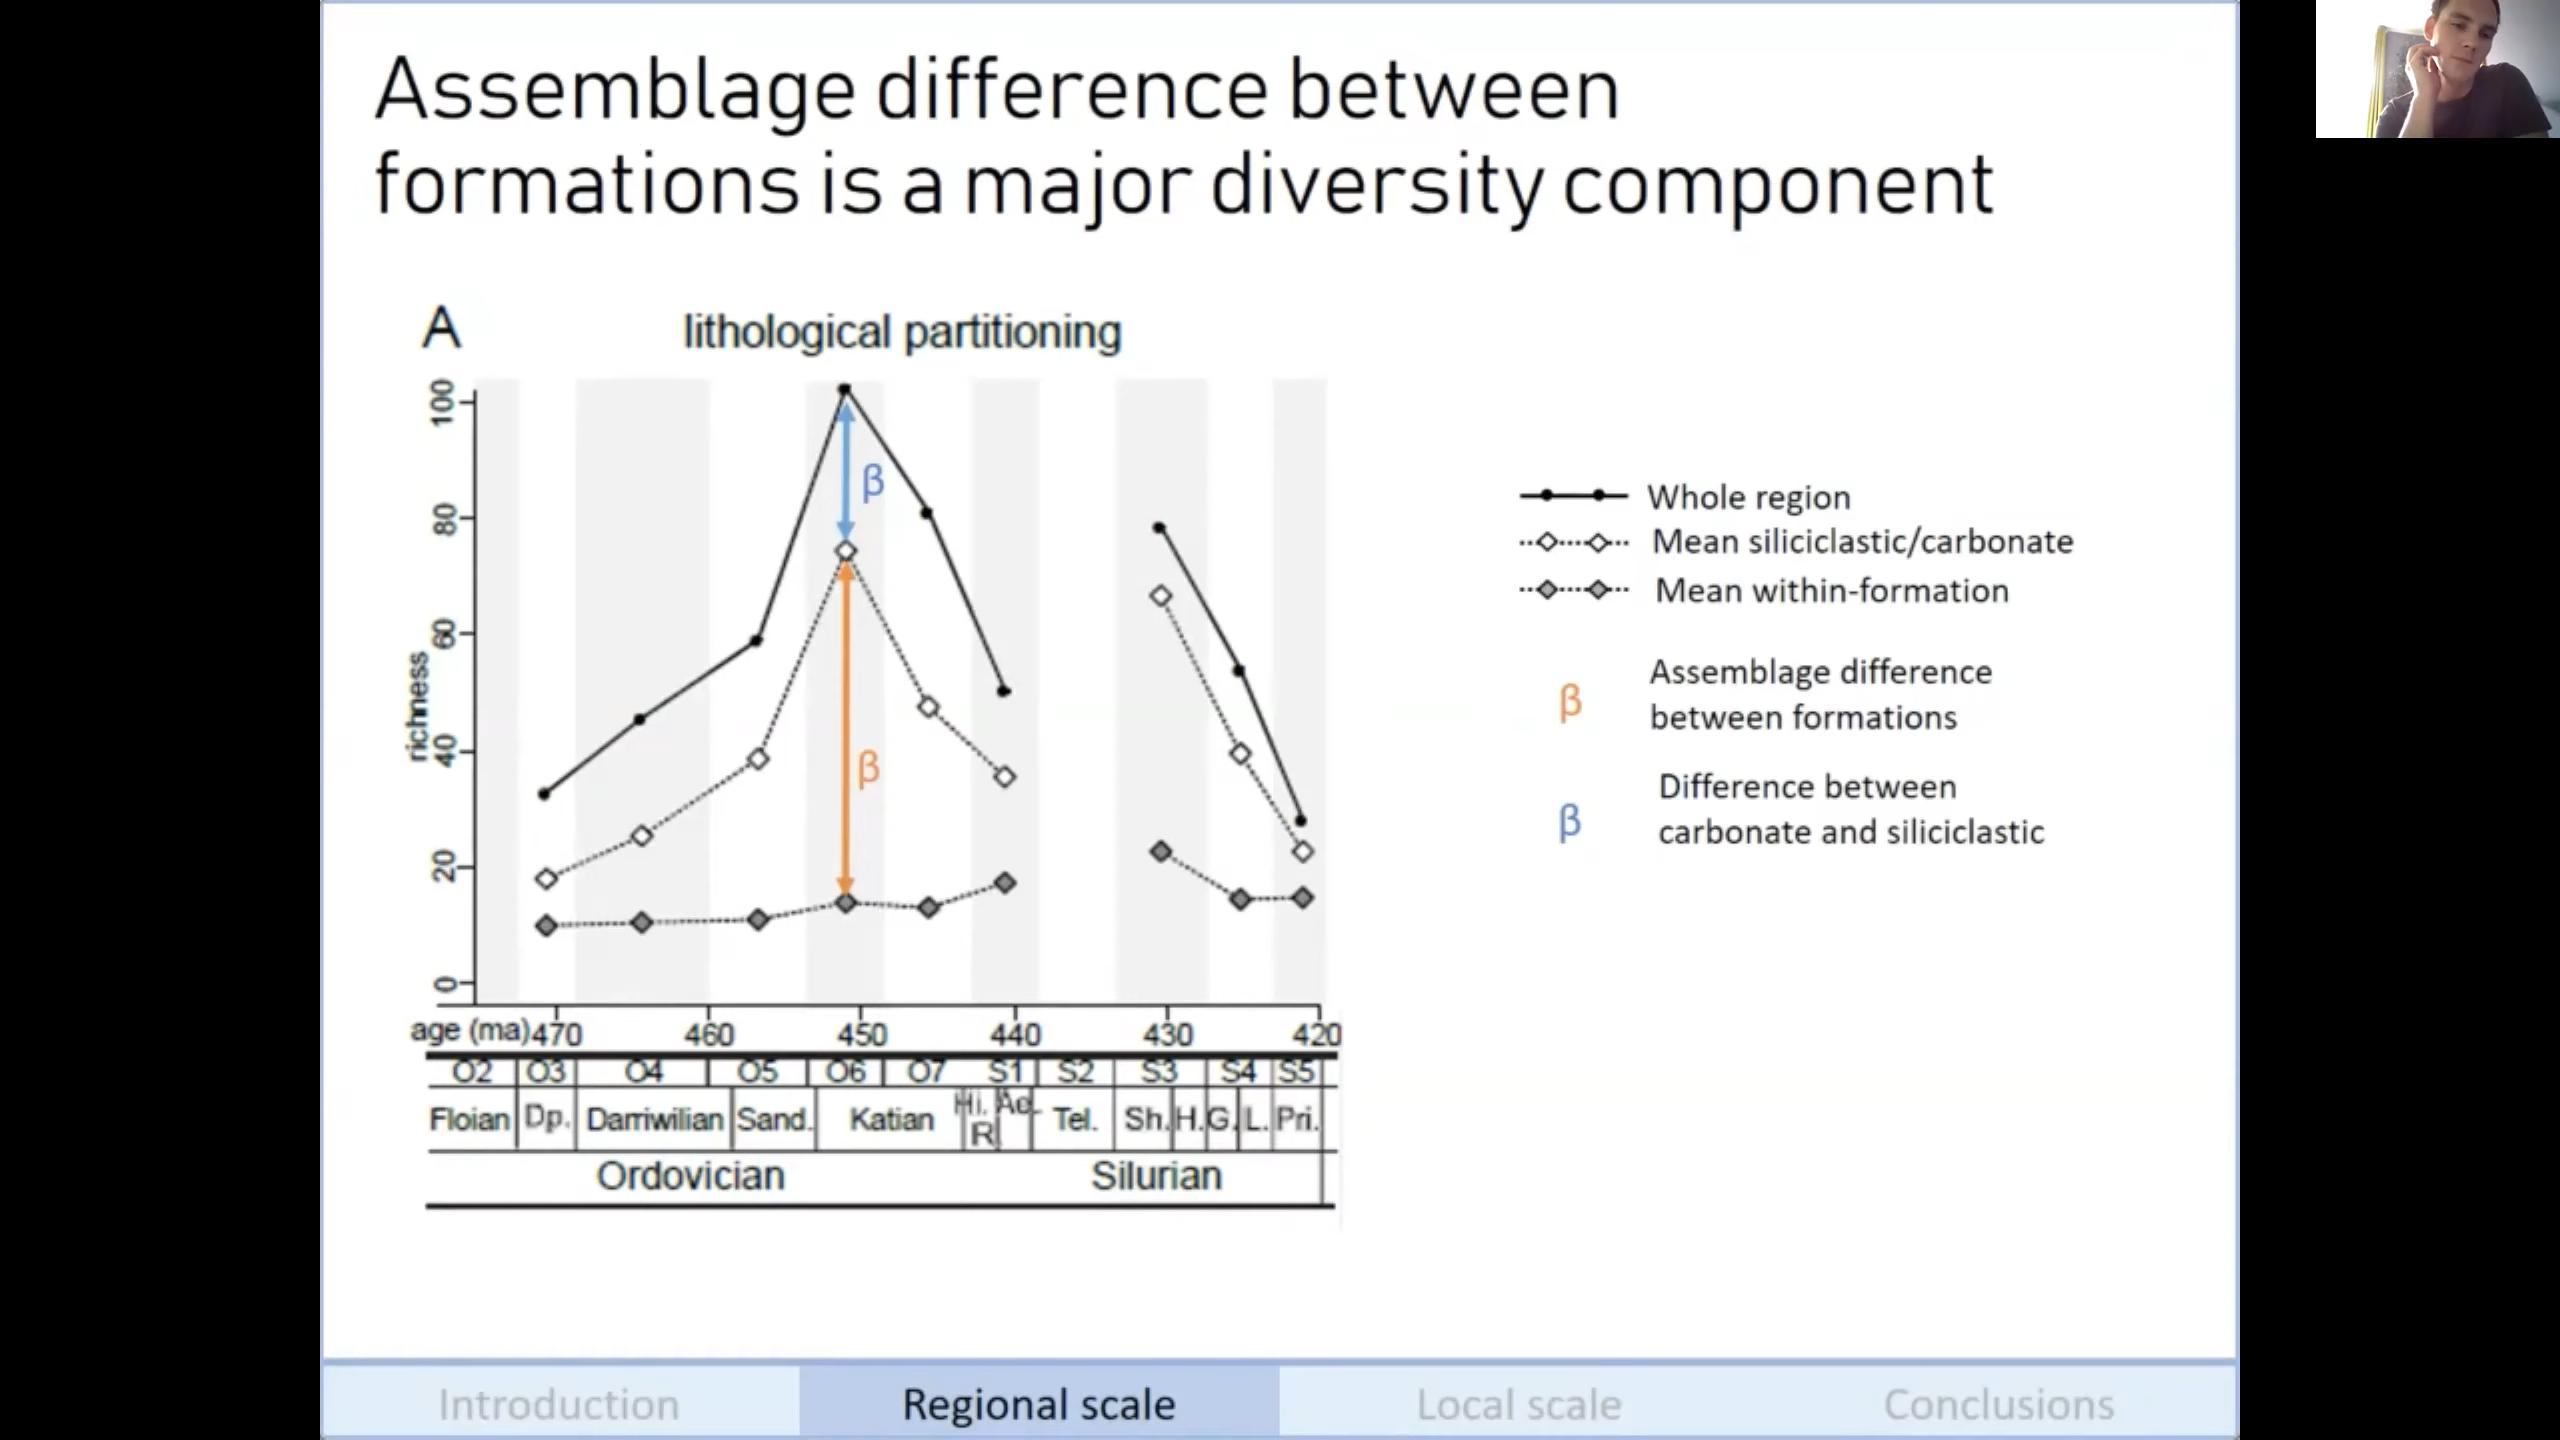 Assemblage difference between
formations is a major diversity component
A
lithological partitioning
100
80
60
40
20
0
richness
β
β
Whole region
Mean siliciclastic/carbonate
Mean within-formation
β Assemblage difference
between formations
β Difference between
carbonate and siliciclastic
age (ma) 470 460 450 440 430 420
O2 O3 O4 O5 O6 O7 S1 S2 S3 S4 S5
Floian Dp. Darriwilian Sand. Katian Hi. R Ae. Tel. Sh. H. G. L. Pri.
Ordovician Silurian
Introduction Regional scale Local scale Conclusions